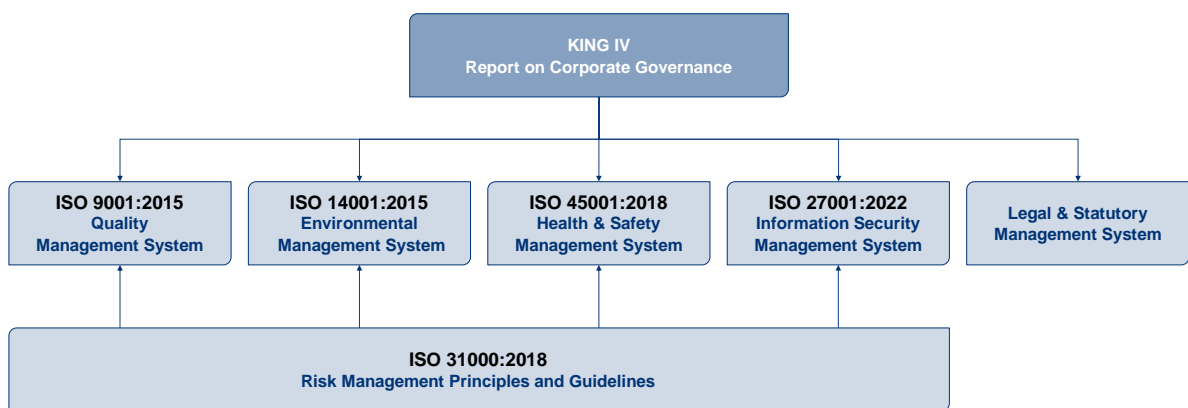 KING IV
Report on Corporate Governance
ISO 9001:2015
Quality
Management System
ISO 14001:2015
Environmental
Management System
ISO 45001:2018
Health & Safety
Management System
ISO 27001:2022
Information Security
Management System
Legal & Statutory
Management System
ISO 31000:2018
Risk Management Principles and Guidelines